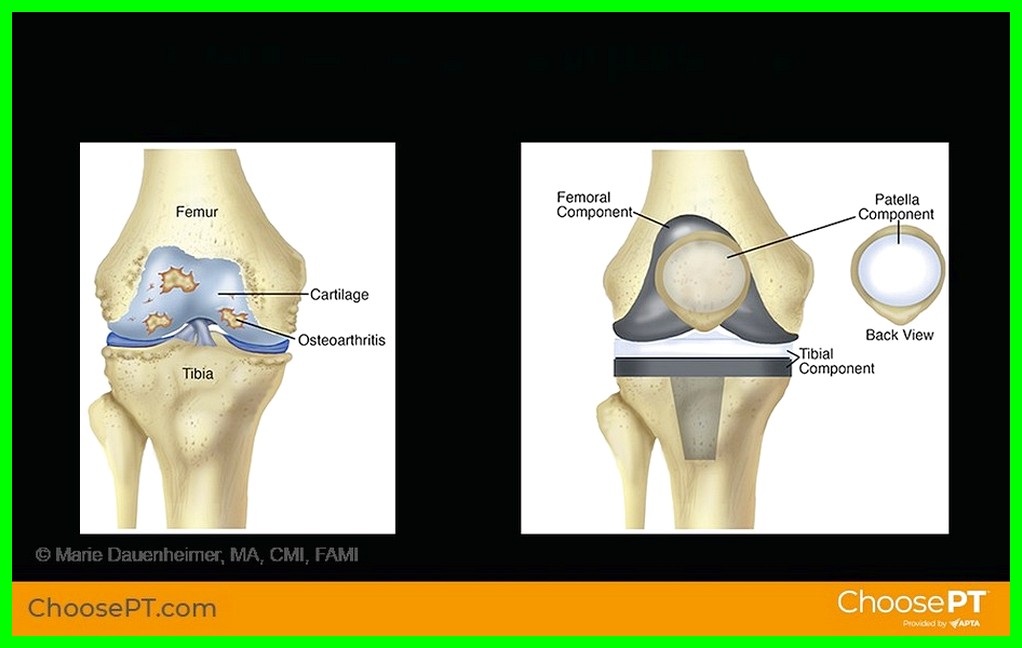 Femur
Cartilage
Osteoarthritis
Tibia
Femoral
Component
Patella
Component
Back View
Tibial
Component
© Marie Dauenheimer, MA, CMI, FAMI
ChoosePT.com
ChoosePT
Provided by APTA